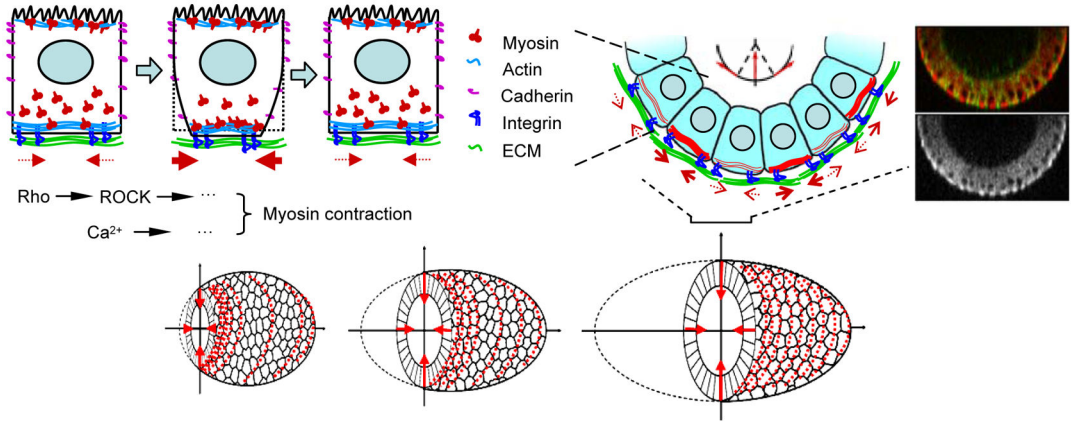 Myosin
Actin
Cadherin
Integrin
ECM
Rho ROCK ...
Myosin contraction
Ca²⁺ ...